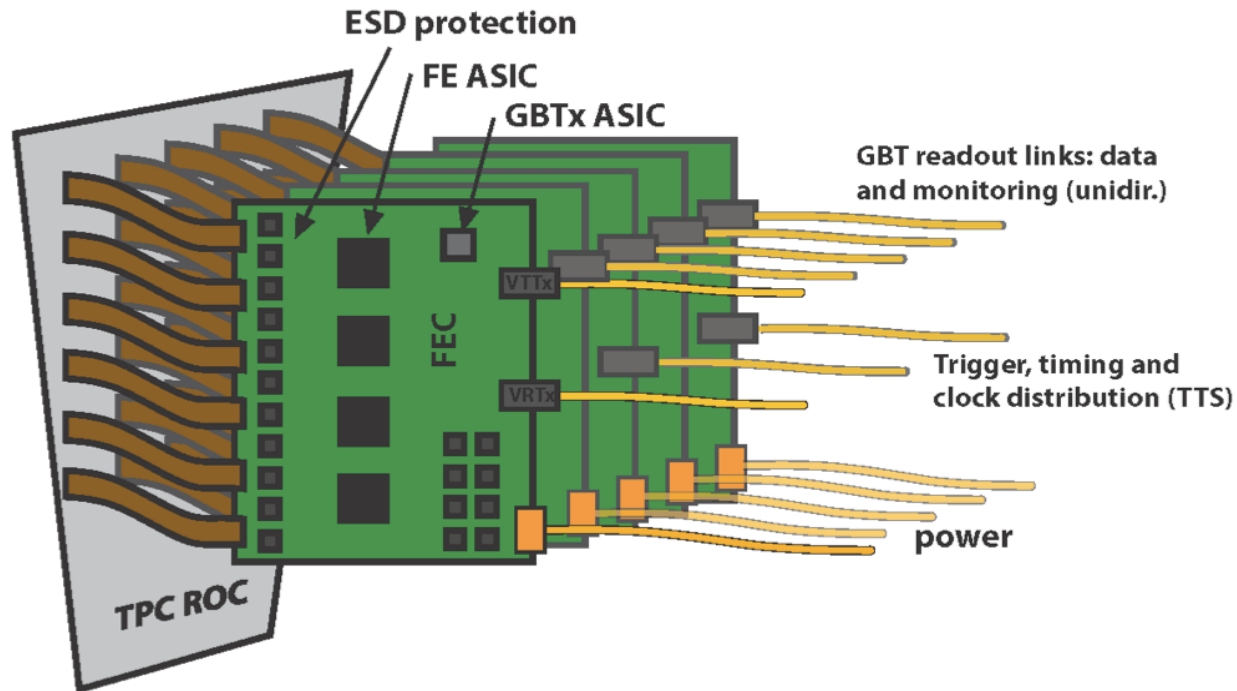 ESD protection
FE ASIC
GBTx ASIC
GBT readout links: data
and monitoring (unidir.)
VTTx
FEC
VRTx
Trigger, timing and
clock distribution (TTS)
power
TPC ROC